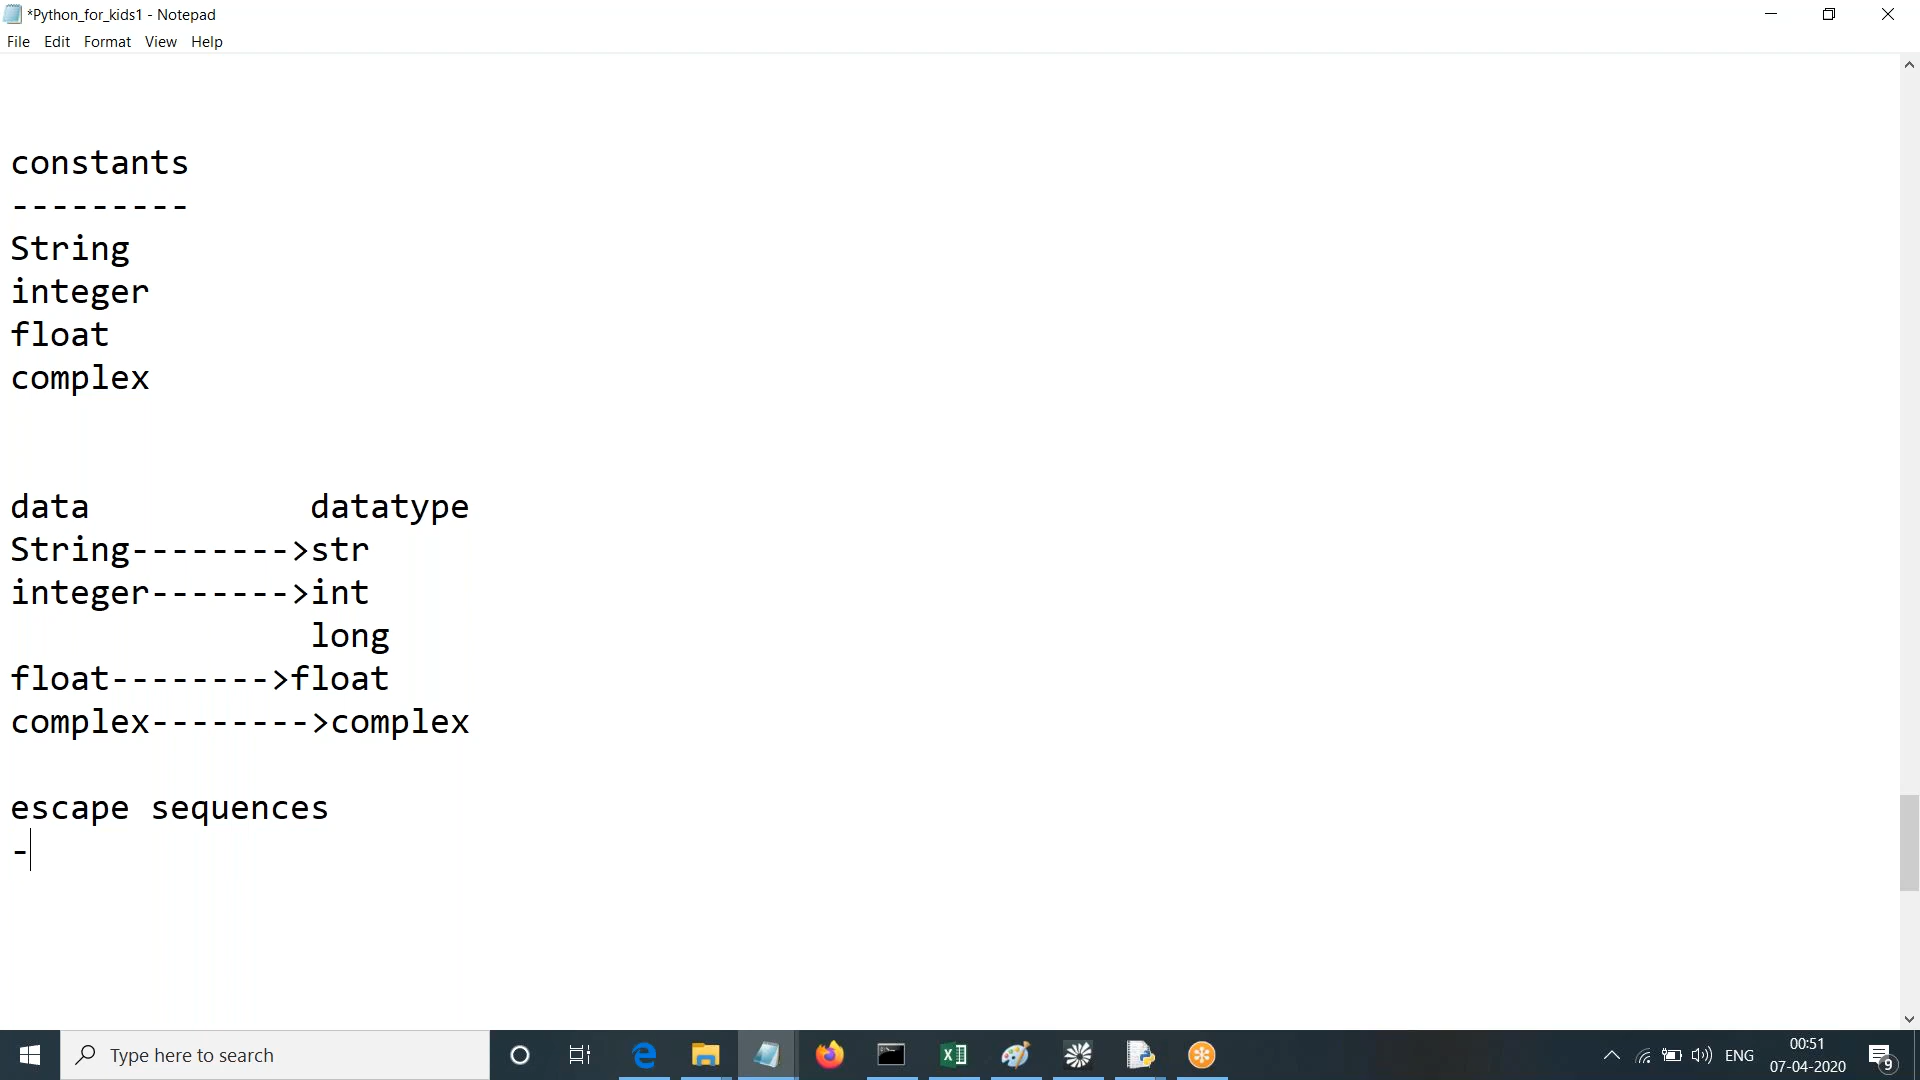 *Python_for_kids1 - Notepad
File Edit Format View Help
constants
---------
String
integer
float
complex
data datatype
String-------->str
integer------->int
long
float-------->float
complex-------->complex
escape sequences
-
Type here to search
ENG
00:51
07-04-2020
9